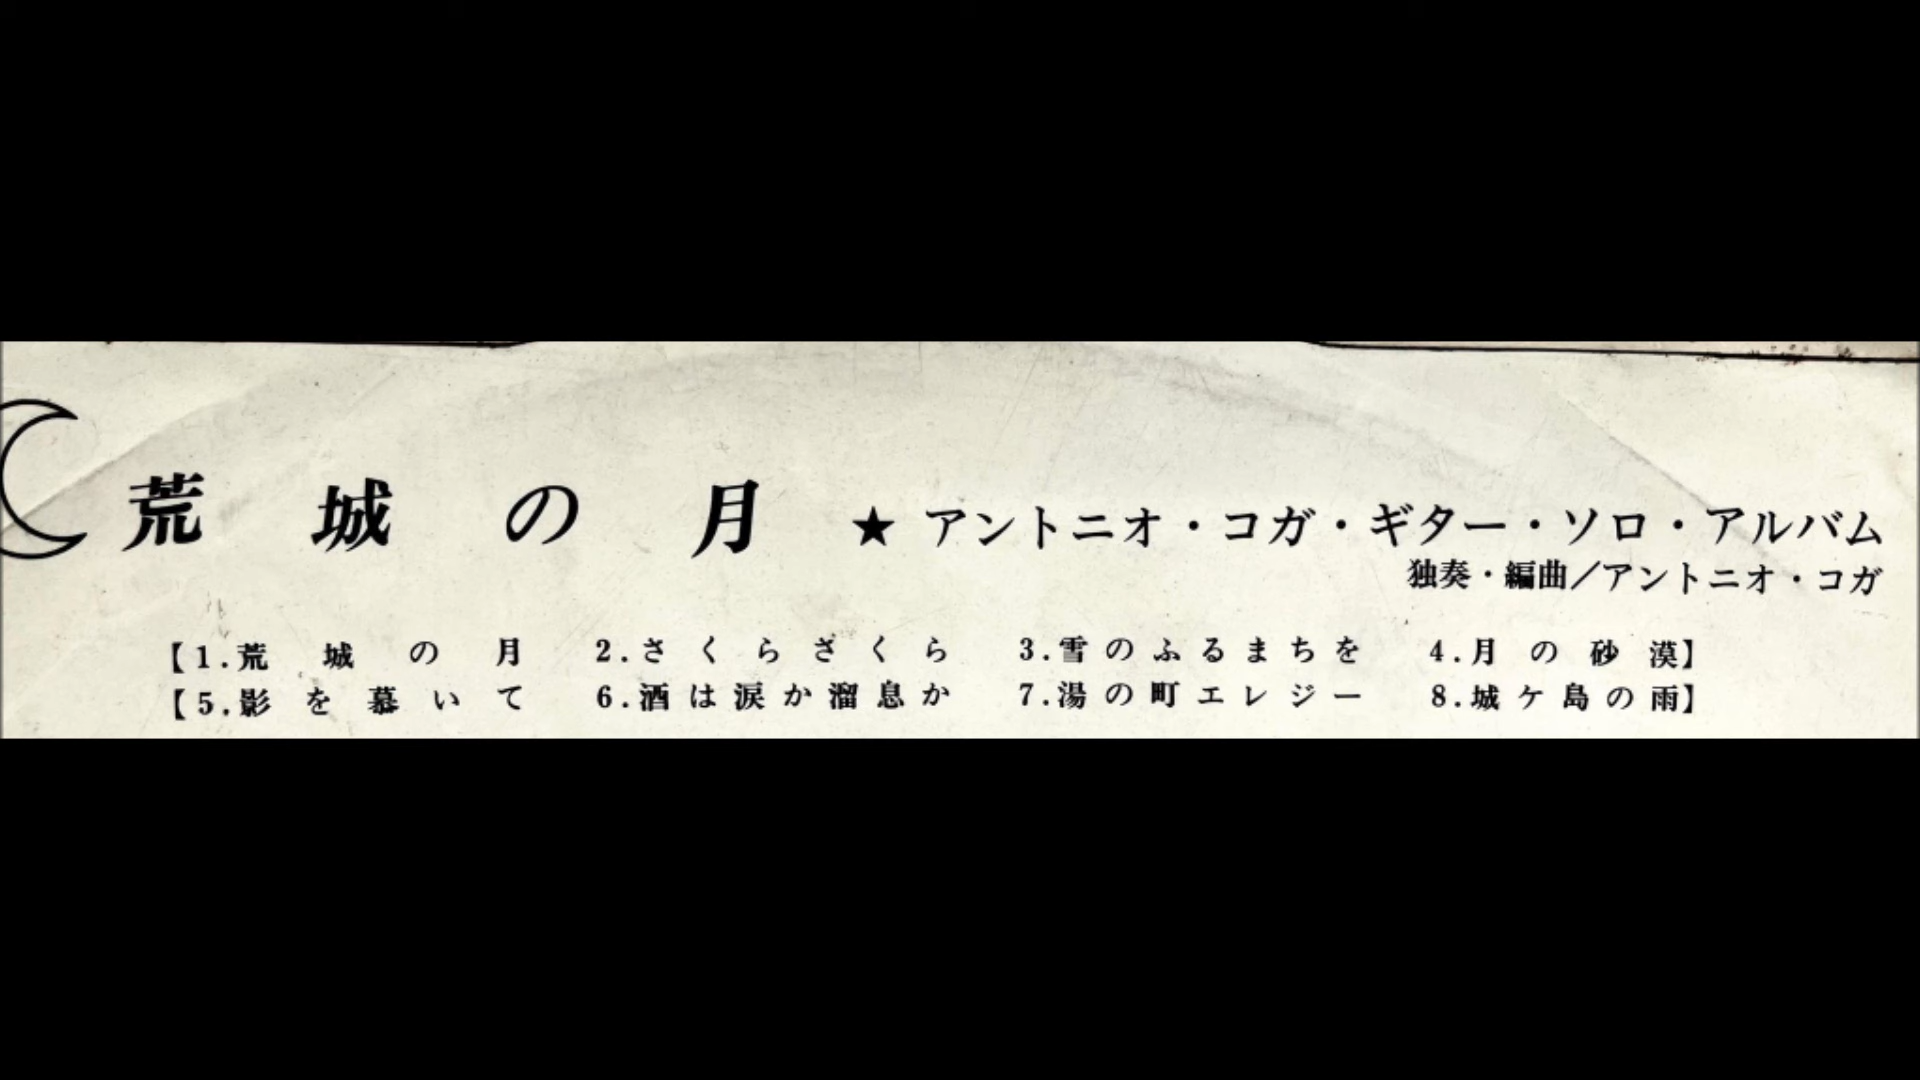 荒城の月 ★ アントニオ・コガ・ギター・ソロ・アルバム
独奏・編曲／アントニオ・コガ
【1.荒城の月 2.さくらざくら 3.雪のふるまちを 4.月の砂漠】
【5.影を慕いて 6.酒は涙か溜息か 7.湯の町エレジー 8.城ケ島の雨】